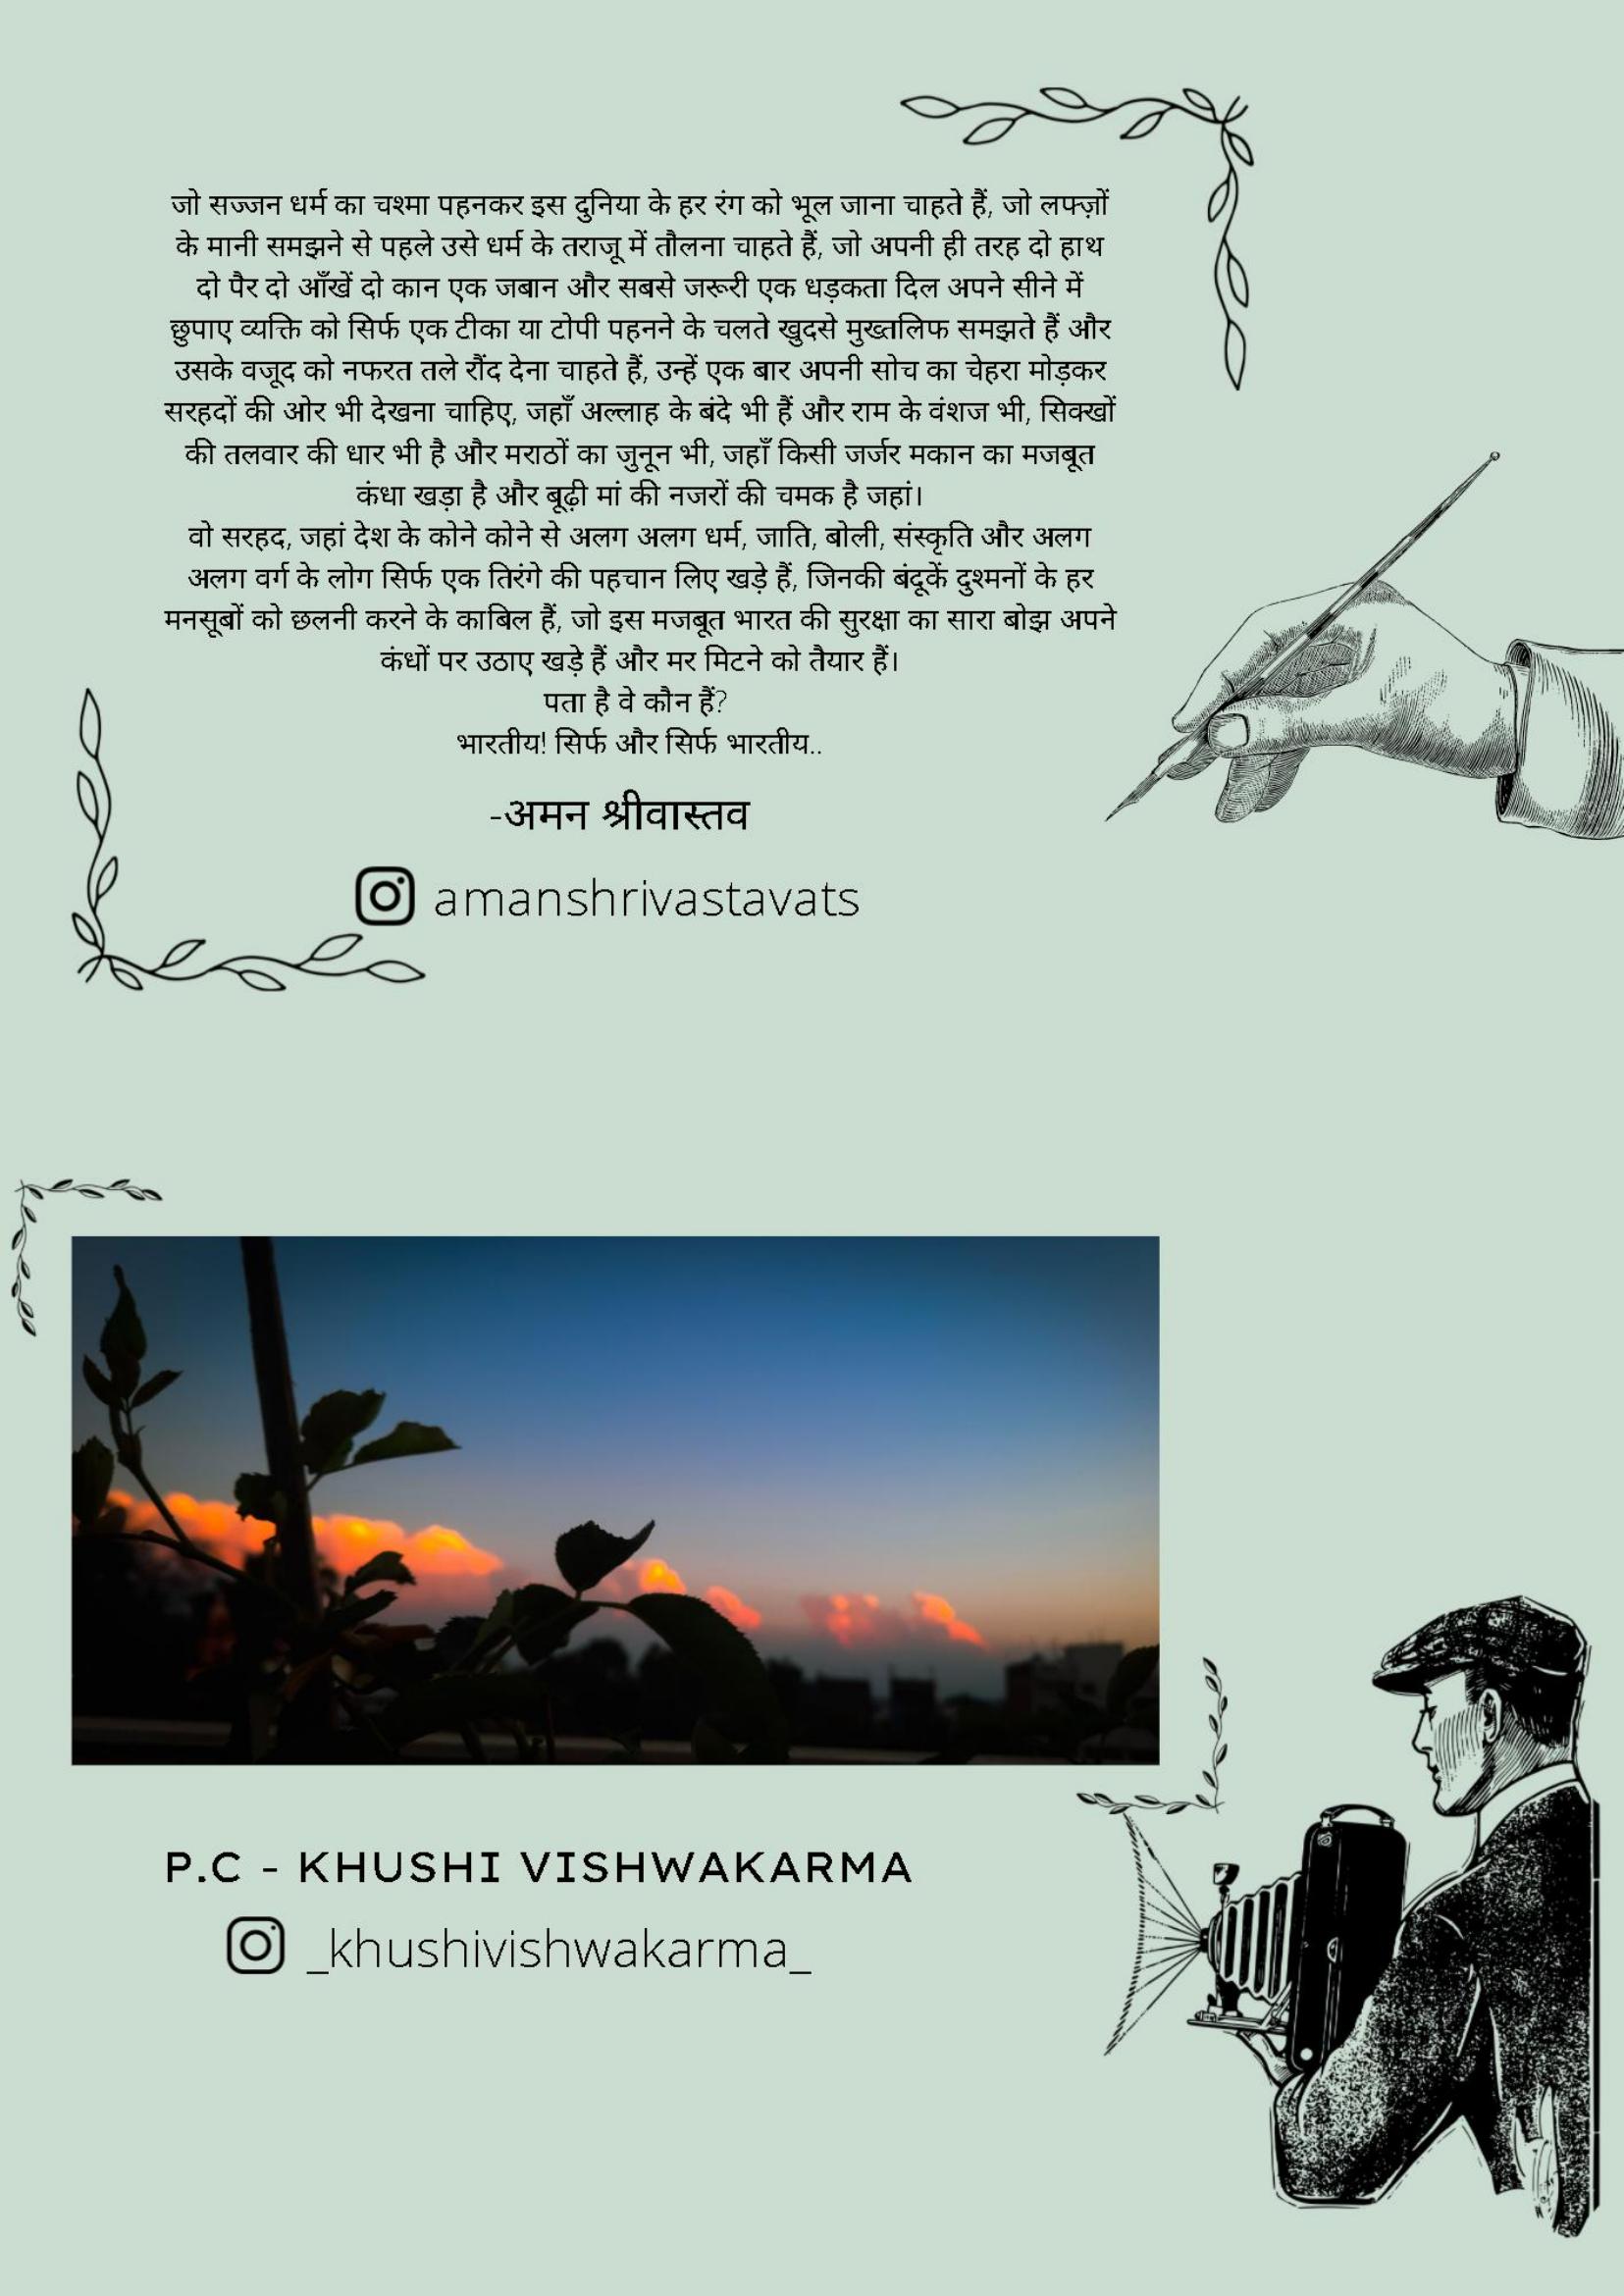 जो सज्जन धर्म का चश्मा पहनकर इस दुनिया के हर रंग को भूल जाना चाहते हैं, जो लफ्ज़ों
के मानी समझने से पहले उसे धर्म के तराजू में तौलना चाहते हैं, जो अपनी ही तरह दो हाथ
दो पैर दो आँखें दो कान एक जबान और सबसे जरूरी एक धड़कता दिल अपने सीने में
छुपाए व्यक्ति को सिर्फ एक टीका या टोपी पहनने के चलते खुदसे मुख्तलिफ समझते हैं और
उसके वजूद को नफरत तले रौंद देना चाहते हैं, उन्हें एक बार अपनी सोच का चेहरा मोड़कर
सरहदों की ओर भी देखना चाहिए, जहाँ अल्लाह के बंदे भी हैं और राम के वंशज भी, सिक्खों
की तलवार की धार भी है और मराठों का जुनून भी, जहाँ किसी जर्जर मकान का मजबूत
कंधा खड़ा है और बूढ़ी मां की नजरों की चमक है जहां।
वो सरहद, जहां देश के कोने कोने से अलग अलग धर्म, जाति, बोली, संस्कृति और अलग
अलग वर्ग के लोग सिर्फ एक तिरंगे की पहचान लिए खड़े हैं, जिनकी बंदूकें दुश्मनों के हर
मनसूबों को छलनी करने के काबिल हैं, जो इस मजबूत भारत की सुरक्षा का सारा बोझ अपने
कंधों पर उठाए खड़े हैं और मर मिटने को तैयार हैं।
पता है वे कौन हैं?
भारतीय! सिर्फ और सिर्फ भारतीय..
-अमन श्रीवास्तव
amanshrivastavats
P.C - KHUSHI VISHWAKARMA
_khushivishwakarma_